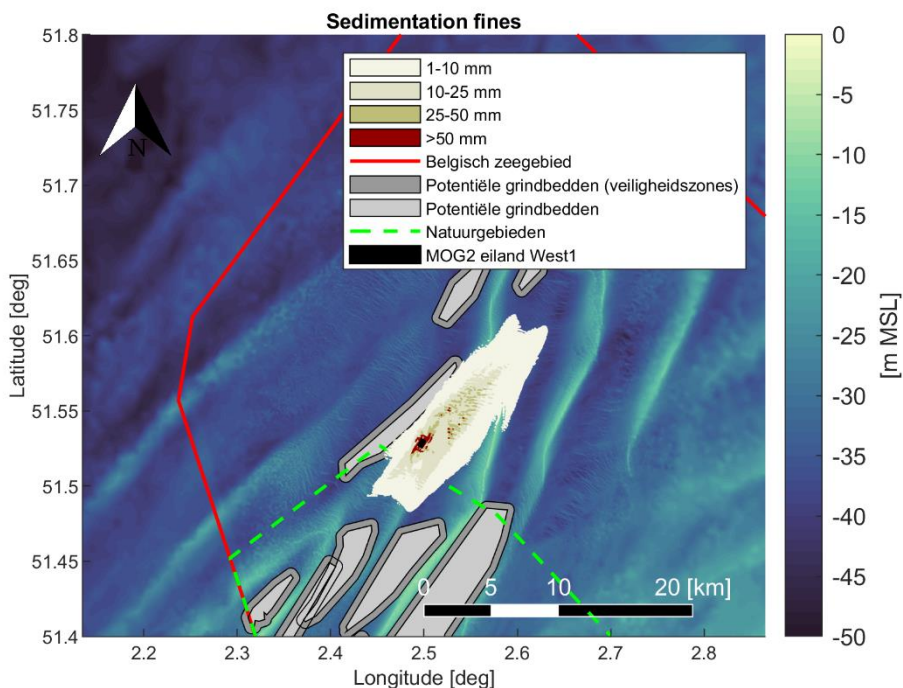 Sedimentation fines
1-10 mm
10-25 mm
25-50 mm
>50 mm
Belgisch zeegebied
Potentiële grindbedden (veiligheidszones)
Potentiële grindbedden
Natuurgebieden
MOG2 eiland West1
N
51.8
51.75
51.7
51.65
51.6
51.55
51.5
51.45
51.4
Latitude [deg]
2.2
2.3
2.4
2.5
2.6
2.7
2.8
Longitude [deg]
0
5
10
20 [km]
0
-5
-10
-15
-20
-25
-30
-35
-40
-45
-50
[m MSL]